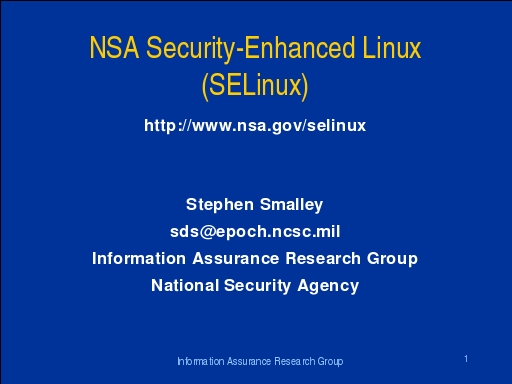 NSA Security-Enhanced Linux
(SELinux)
http://www.nsa.gov/selinux
Stephen Smalley
sds@epoch.ncsc.mil
Information Assurance Research Group
National Security Agency
Information Assurance Research Group
1